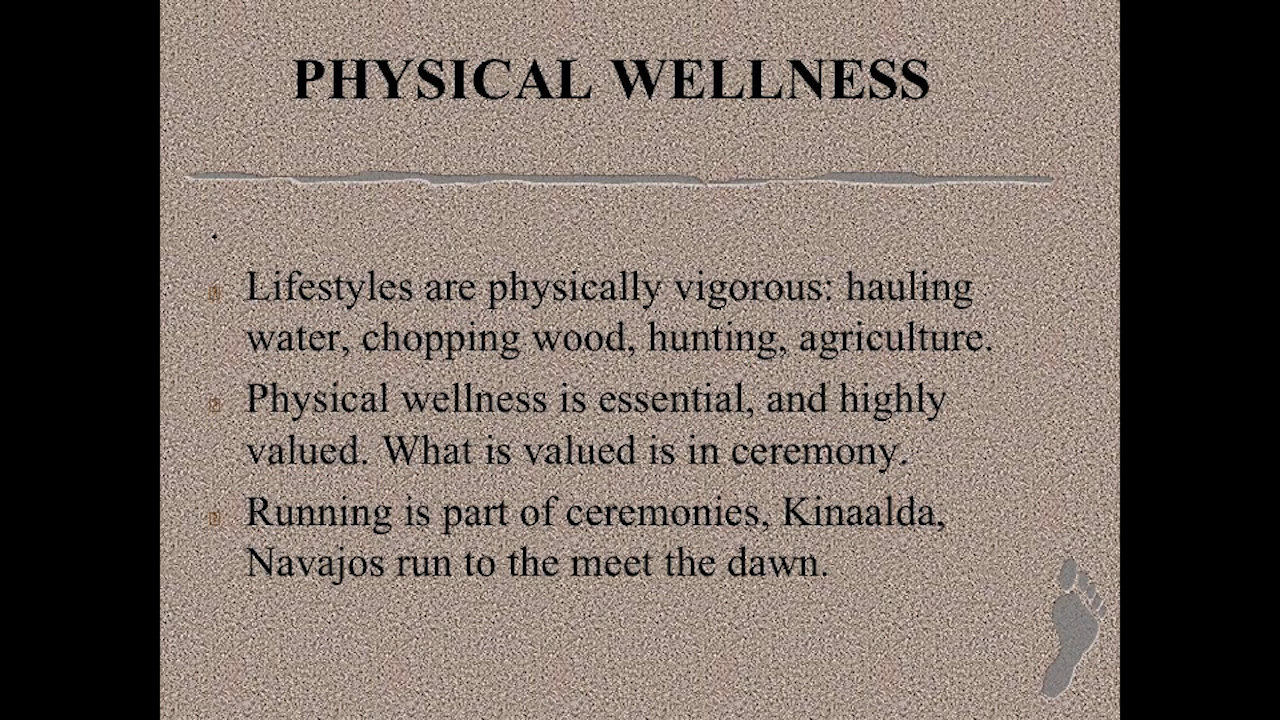 PHYSICAL WELLNESS
Lifestyles are physically vigorous: hauling
water, chopping wood, hunting, agriculture.
Physical wellness is essential, and highly
valued. What is valued is in ceremony.
Running is part of ceremonies, Kinaalda,
Navajos run to the meet the dawn.